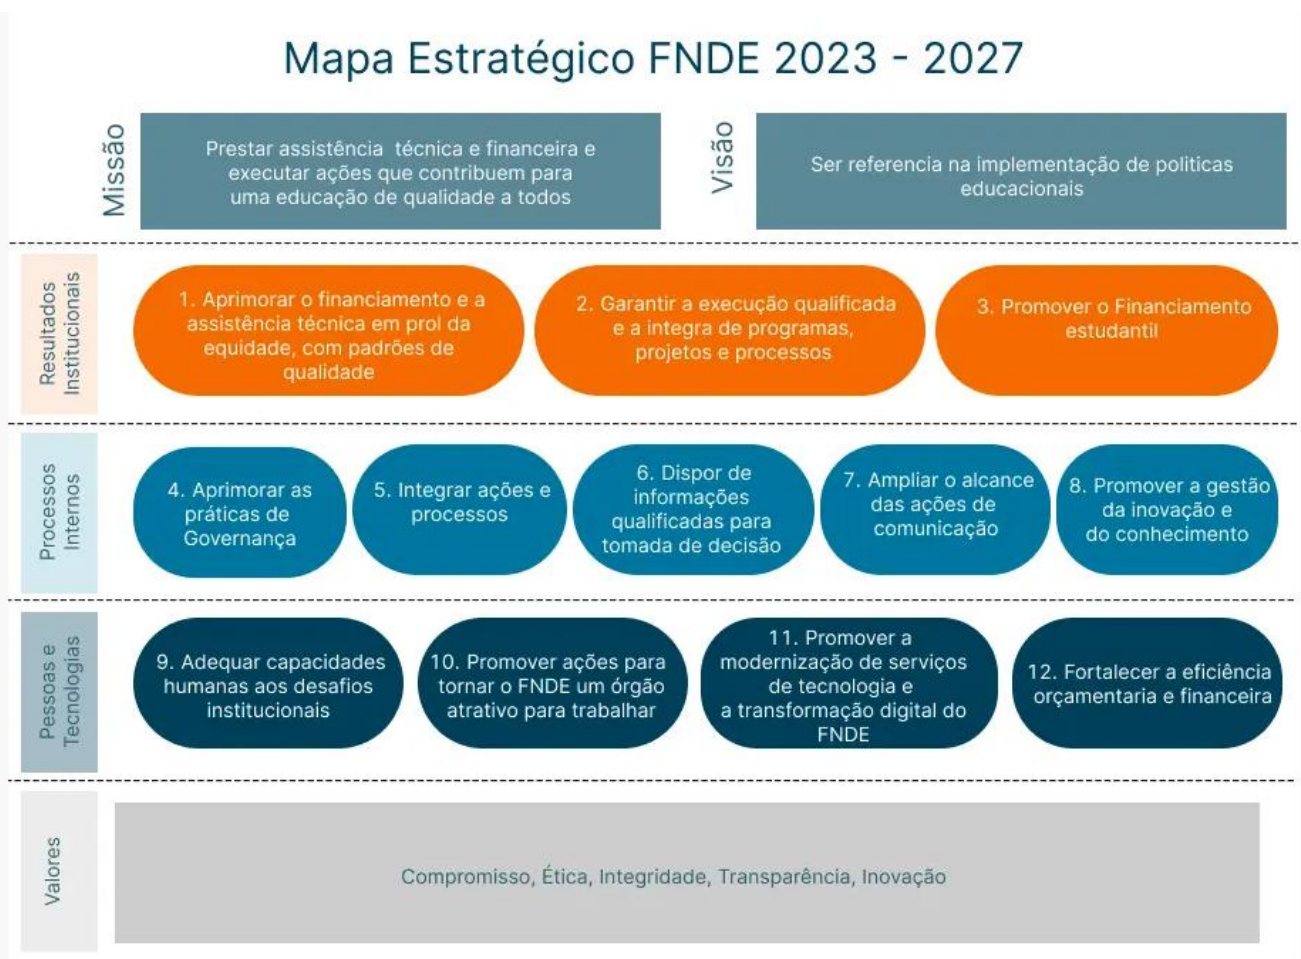 Mapa Estratégico FNDE 2023 - 2027
Missão
Prestar assistência técnica e financeira e
executar ações que contribuem para
uma educação de qualidade a todos
Visão
Ser referencia na implementação de politicas
educacionais
Resultados
Institucionais
1. Aprimorar o financiamento e a
assistência técnica em prol da
equidade, com padrões de
qualidade
2. Garantir a execução qualificada
e a integra de programas,
projetos e processos
3. Promover o Financiamento
estudantil
Processos
Internos
4. Aprimorar as
práticas de
Governança
5. Integrar ações e
processos
6. Dispor de
informações
qualificadas para
tomada de decisão
7. Ampliar o alcance
das ações de
comunicação
8. Promover a gestão
da inovação e
do conhecimento
Pessoas e
Tecnologias
9. Adequar capacidades
humanas aos desafios
institucionais
10. Promover ações para
tornar o FNDE um órgão
atrativo para trabalhar
11. Promover a
modernização de serviços
de tecnologia e
a transformação digital do
FNDE
12. Fortalecer a eficiência
orçamentaria e financeira
Valores
Compromisso, Ética, Integridade, Transparência, Inovação